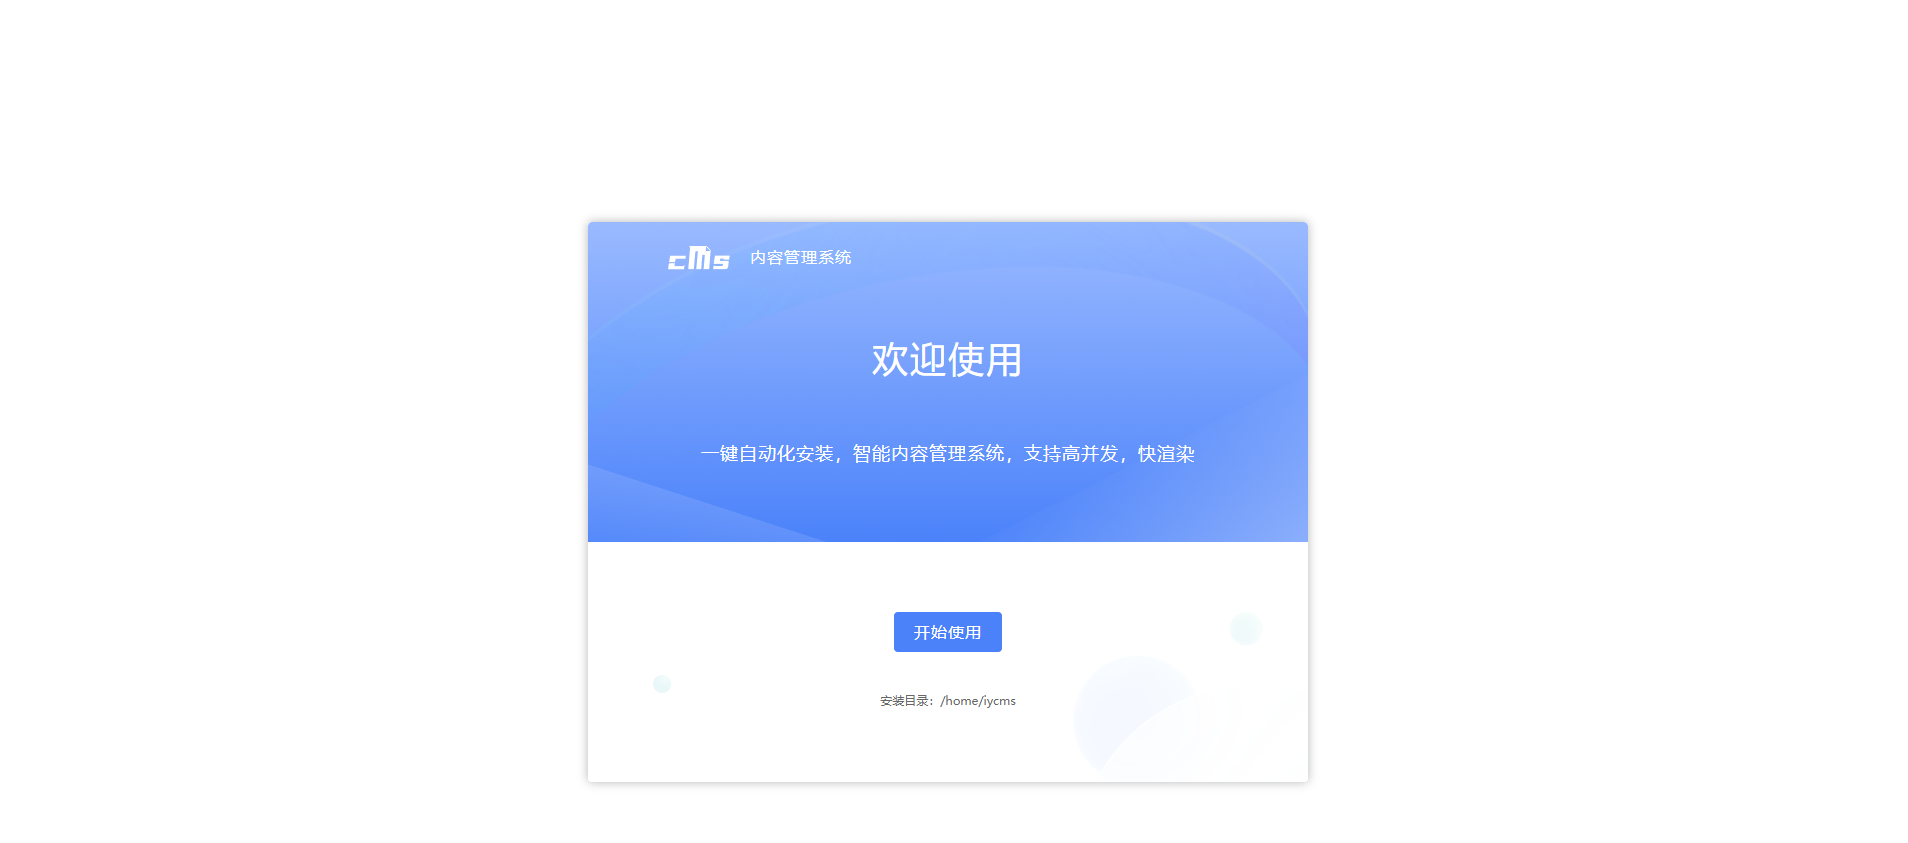 cms 内容管理系统
欢迎使用
一键自动化安装，智能内容管理系统，支持高并发，快渲染
开始使用
安装目录：/home/iycms